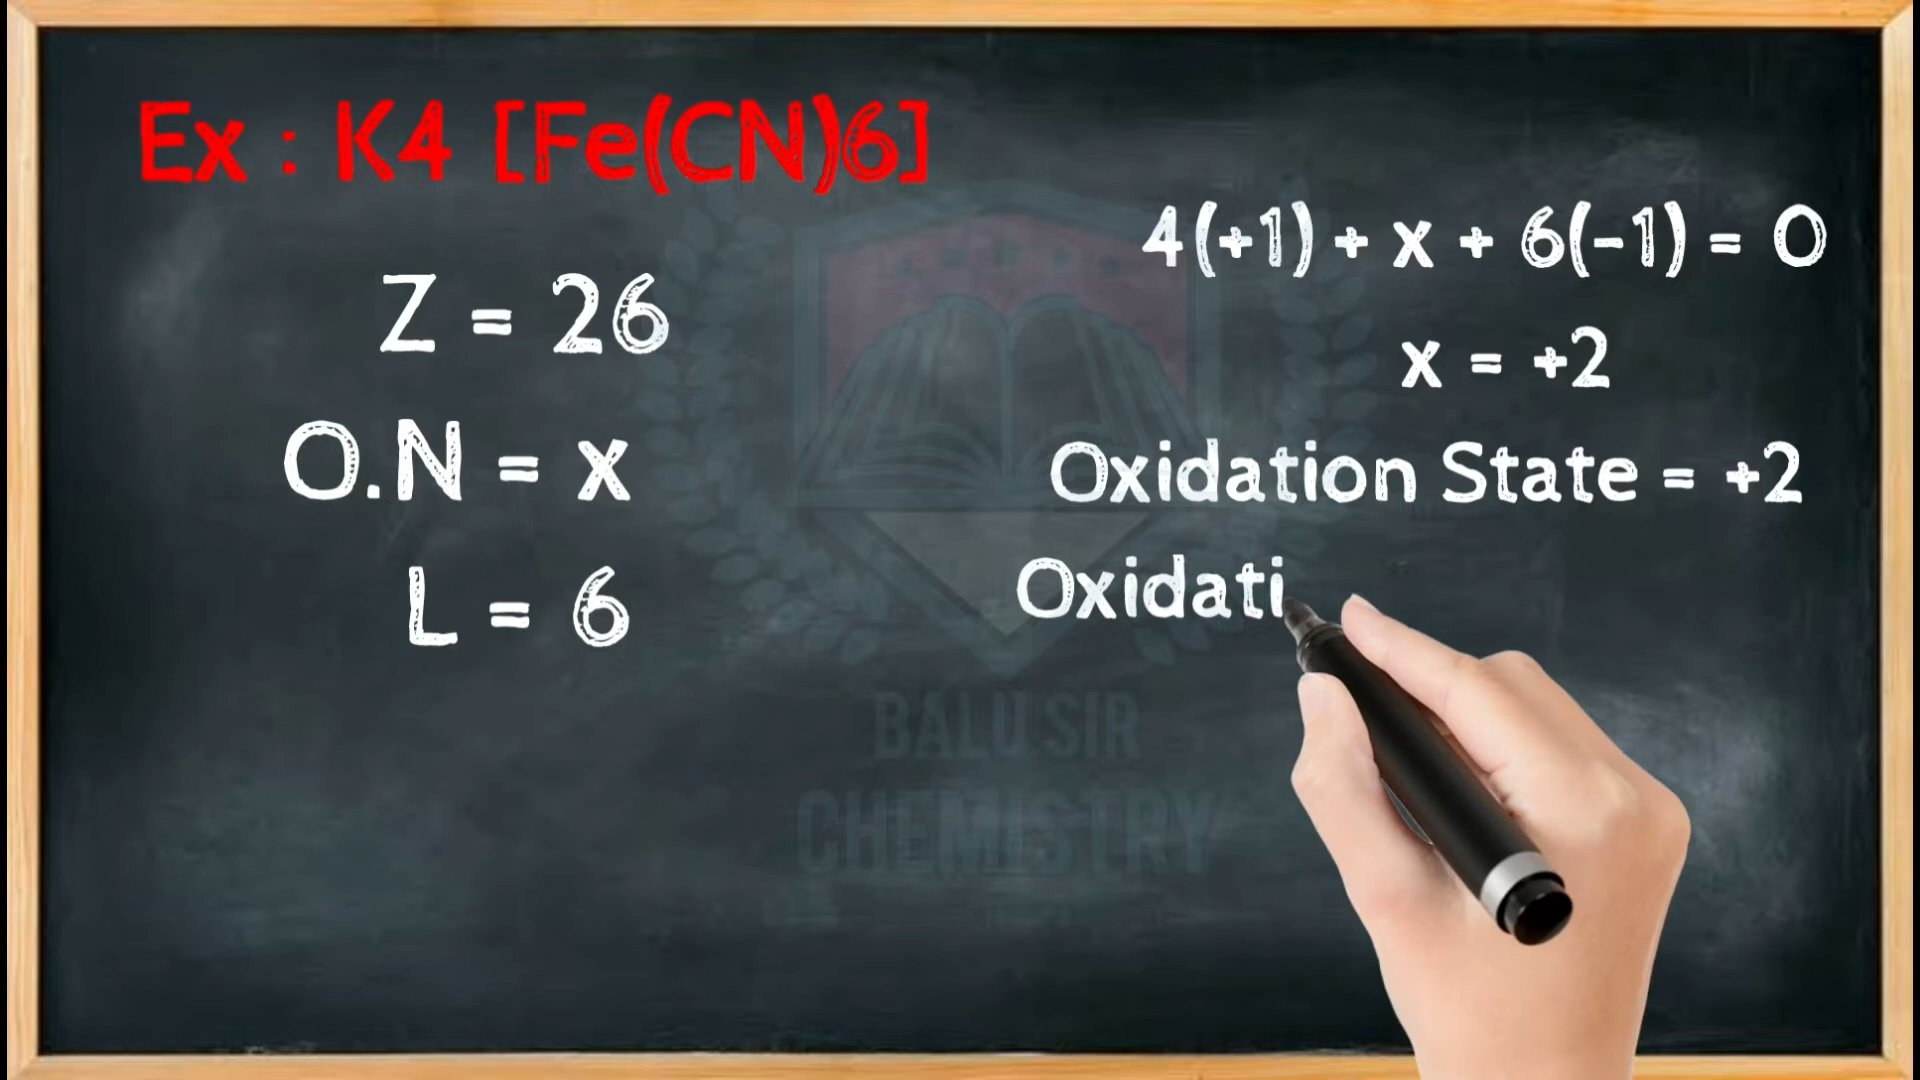 Ex : K4 [Fe(CN)6]
Z = 26
O.N = x
L = 6
4(+1) + x + 6(-1) = 0
x = +2
Oxidation State = +2
Oxidati
BALU SIR
CHEMISTRY